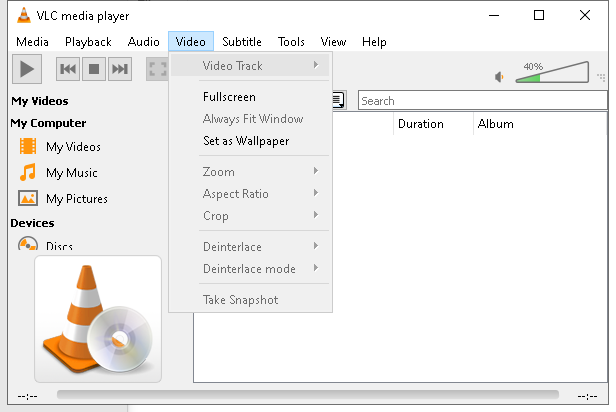 VLC media player
Media Playback Audio Video Subtitle Tools View Help
Video Track
40%
Fullscreen
Always Fit Window
Set as Wallpaper
Zoom
Aspect Ratio
Crop
Deinterlace
Deinterlace mode
Take Snapshot
My Videos
My Computer
My Videos
My Music
My Pictures
Devices
Discs
Search
Duration Album
--:-- --:--